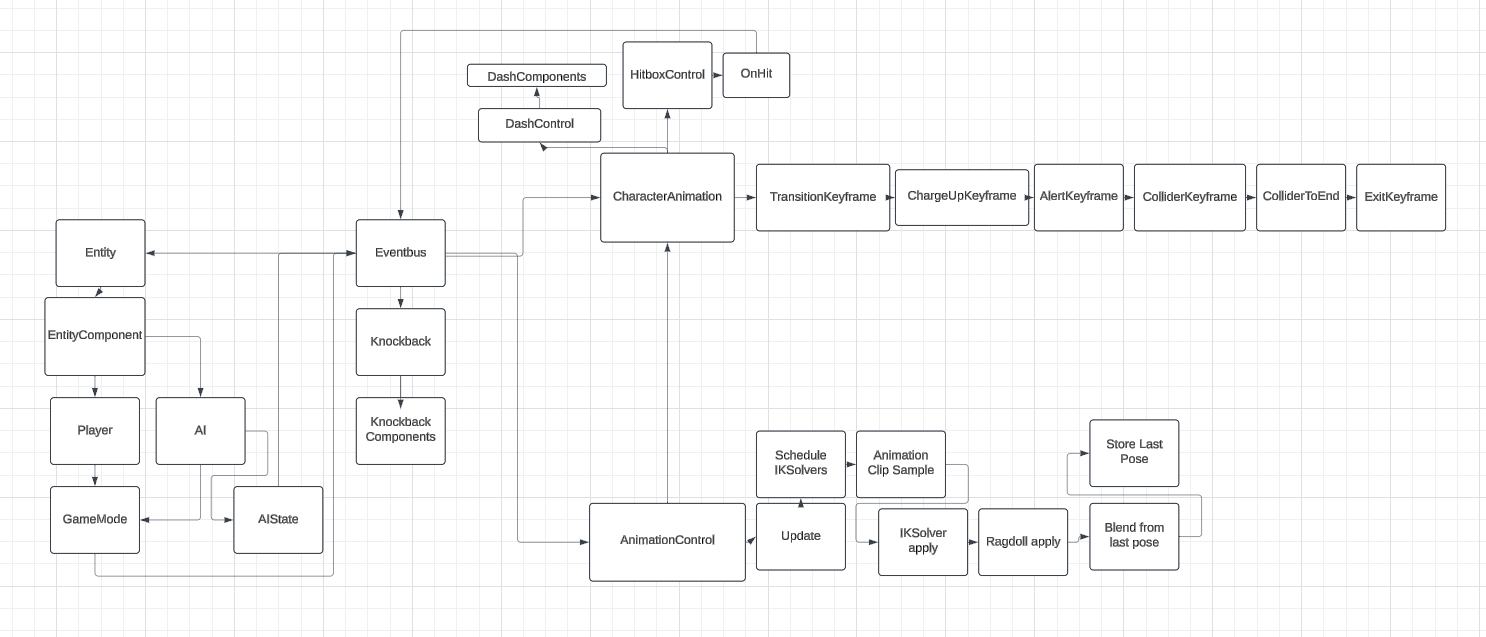 DashComponents
HitboxControl
OnHit
DashControl
CharacterAnimation
TransitionKeyframe
ChargeUpKeyframe
AlertKeyframe
ColliderKeyframe
ColliderToEnd
ExitKeyframe
Entity
Eventbus
EntityComponent
Knockback
Player
AI
Knockback
Components
GameMode
AIState
AnimationControl
Update
Schedule
IKSolvers
Animation
Clip Sample
IKSolver
apply
Ragdoll apply
Blend from
last pose
Store Last
Pose